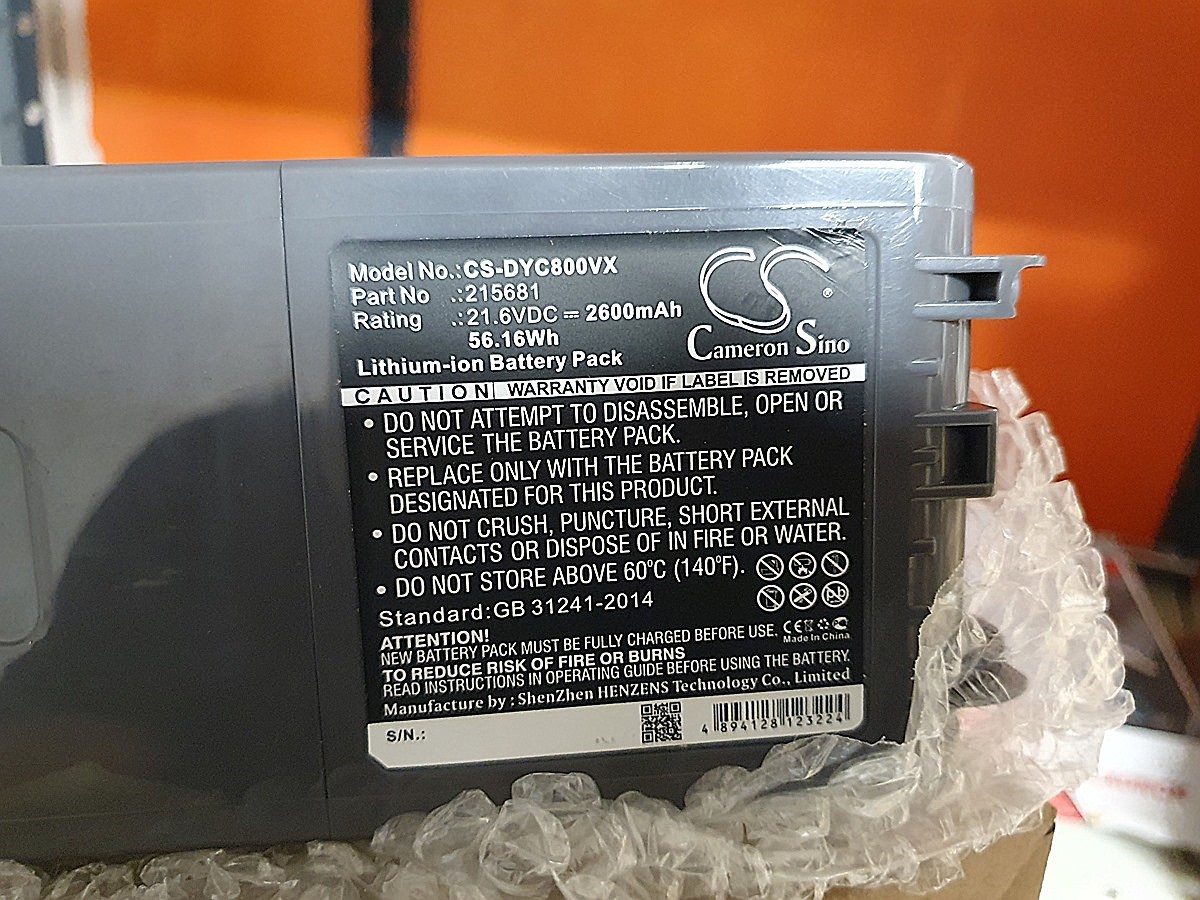 Model No.:CS-DYC800VX
Part No .:215681
Rating .:21.6VDC ⎓ 2600mAh
56.16Wh
Lithium-ion Battery Pack
CS ®
Cameron Sino
CAUTION WARRANTY VOID IF LABEL IS REMOVED
• DO NOT ATTEMPT TO DISASSEMBLE, OPEN OR
SERVICE THE BATTERY PACK.
• REPLACE ONLY WITH THE BATTERY PACK
DESIGNATED FOR THIS PRODUCT.
• DO NOT CRUSH, PUNCTURE, SHORT EXTERNAL
CONTACTS OR DISPOSE OF IN FIRE OR WATER.
• DO NOT STORE ABOVE 60°C (140°F).
Pb
Standard:GB 31241-2014
ATTENTION!
NEW BATTERY PACK MUST BE FULLY CHARGED BEFORE USE.
CE
Made In China
TO REDUCE RISK OF FIRE OR BURNS
READ INSTRUCTIONS IN OPERATING GUIDE BEFORE USING THE BATTERY.
Manufacture by : ShenZhen HENZENS Technology Co., Limited
S/N.:
4 894128 123224